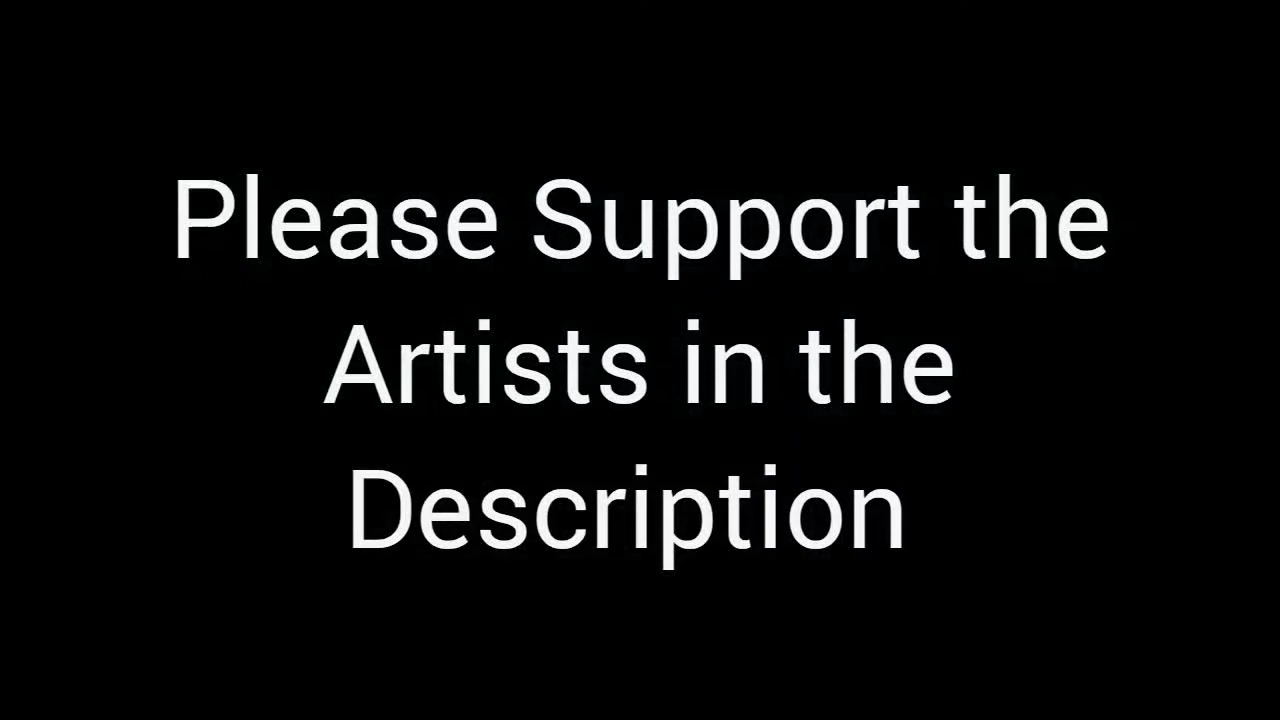 Please Support the
Artists in the
Description